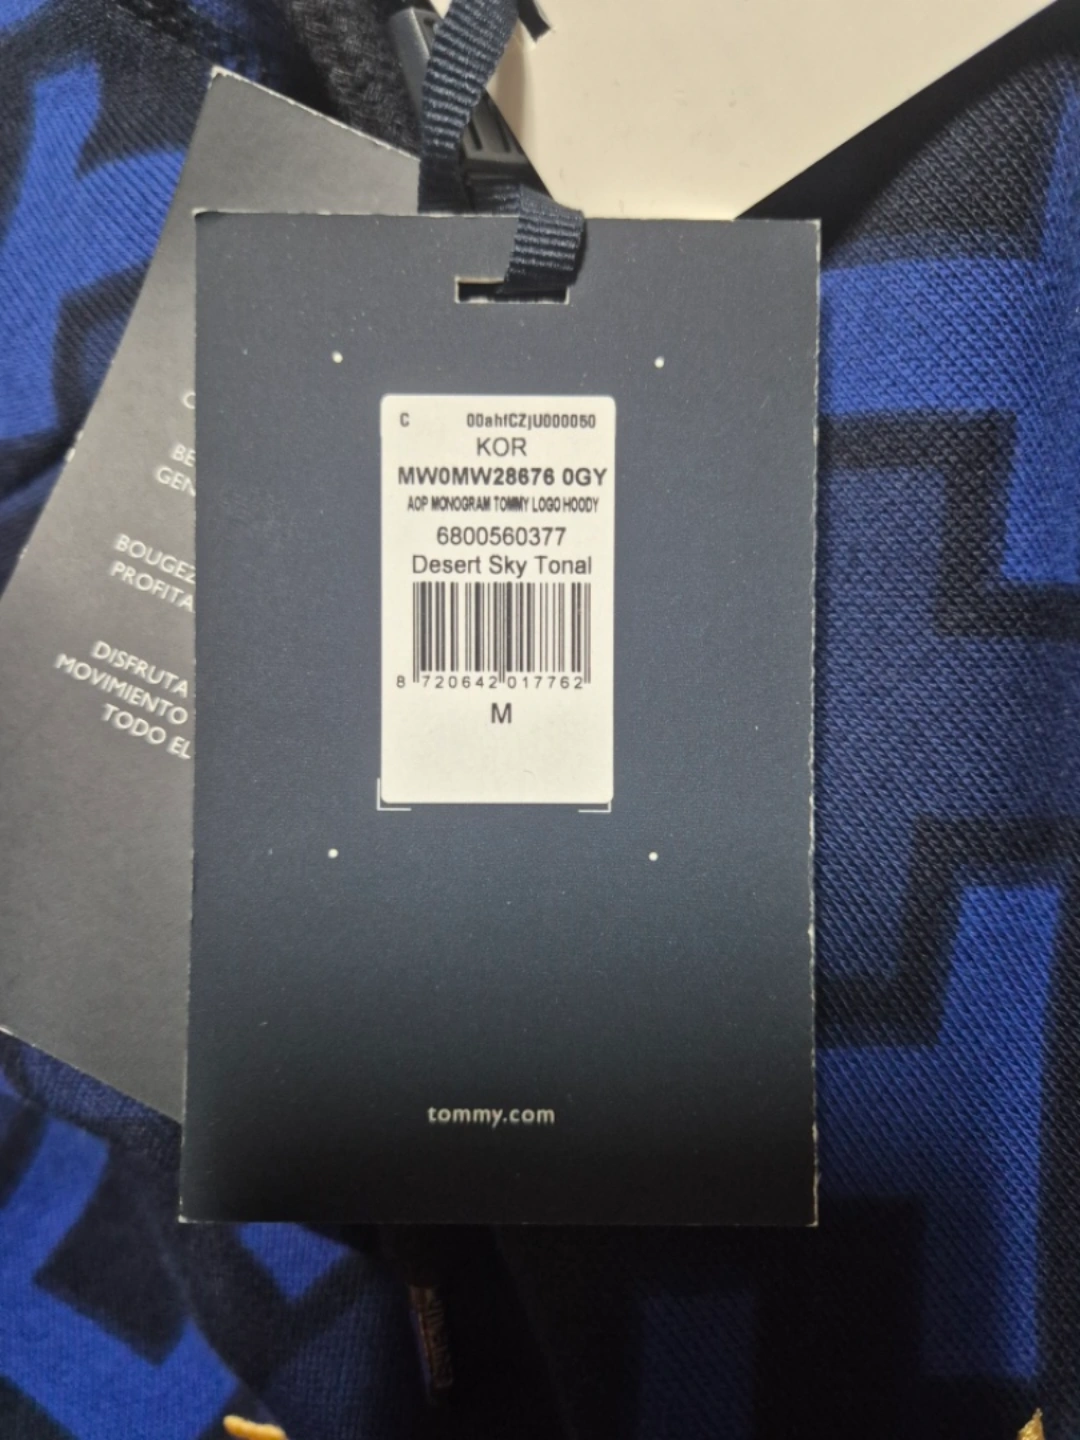 C 00ahfCZjU000050
KOR
MW0MW28676 0GY
AOP MONOGRAM TOMMY LOGO HOODY
6800560377
Desert Sky Tonal
8 720642 017762
M
tommy.com
BOUGEZ
PROFITA
DISFRUTA
MOVIMIENTO
TODO EL